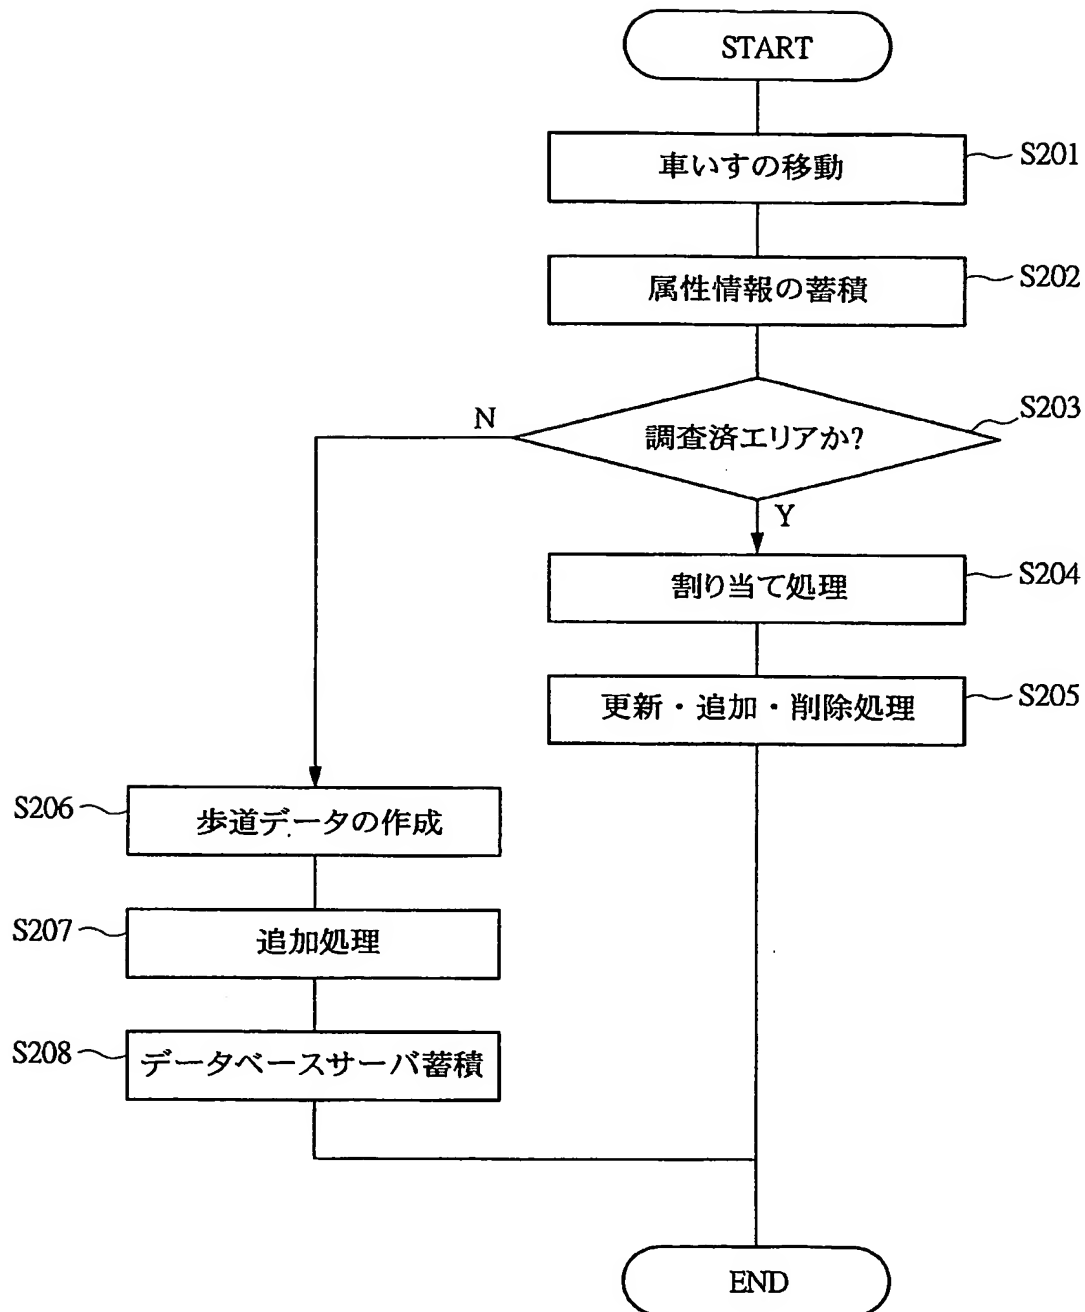 START
車いすの移動
S201
属性情報の蓄積
S202
調査済エリアか?
S203
N
Y
割り当て処理
S204
更新・追加・削除処理
S205
S206
歩道データの作成
S207
追加処理
S208
データベースサーバ蓄積
END